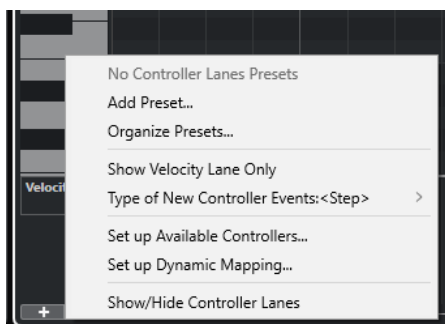 No Controller Lanes Presets
Add Preset...
Organize Presets...
Show Velocity Lane Only
Type of New Controller Events:<Step>
Velocit
Set up Available Controllers...
Set up Dynamic Mapping...
Show/Hide Controller Lanes